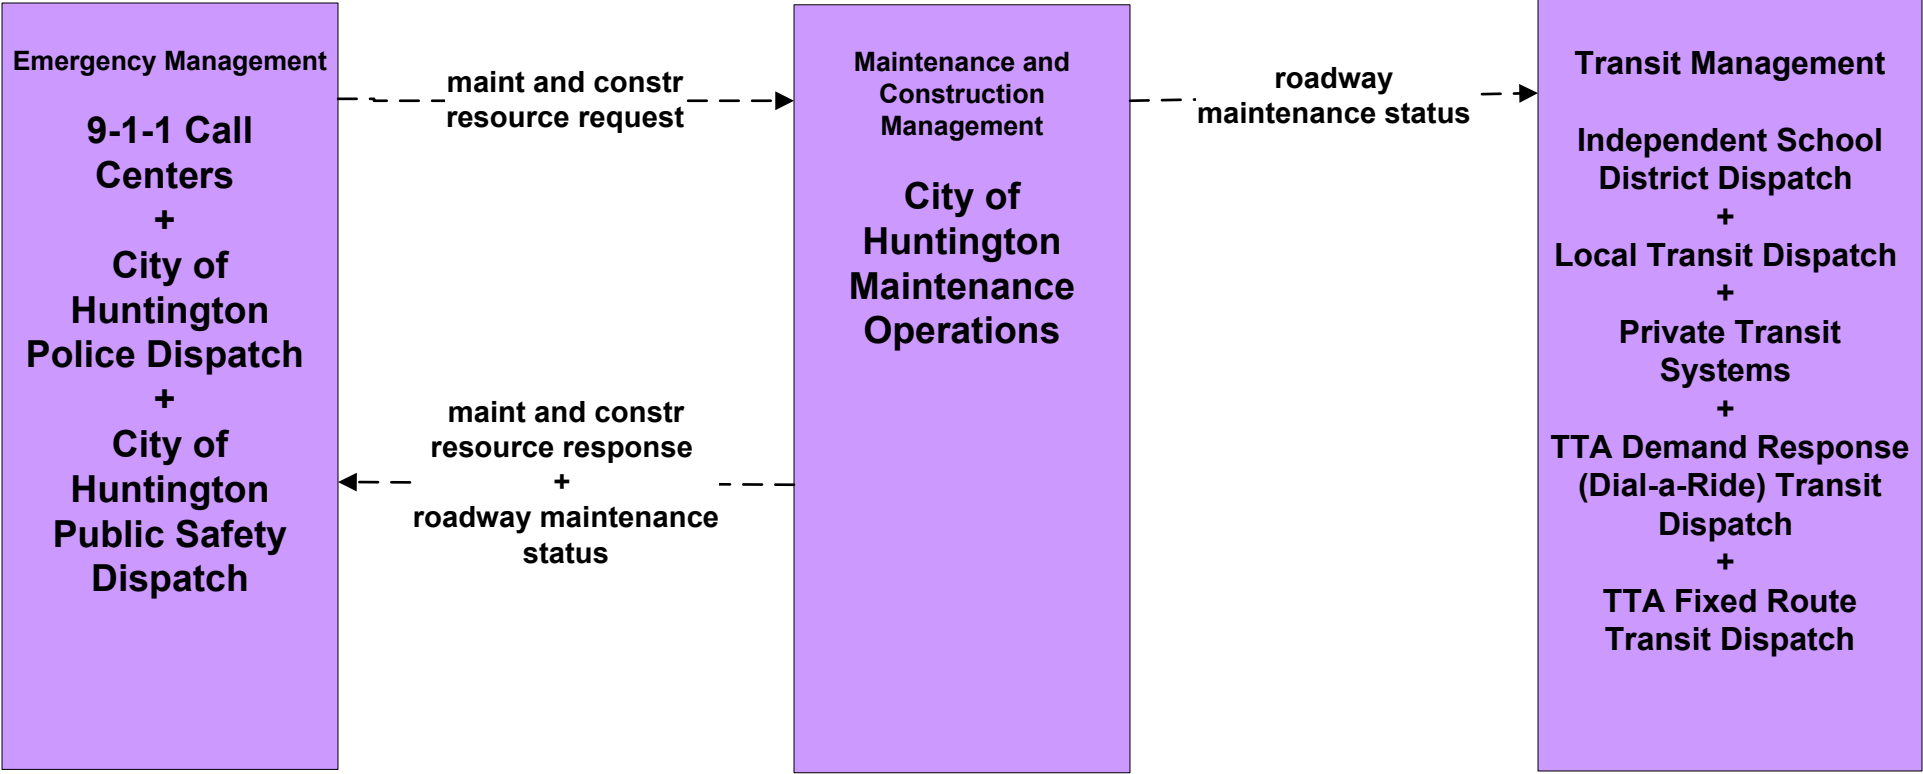 Emergency Management
9-1-1 Call
Centers
+
City of
Huntington
Police Dispatch
+
City of
Huntington
Public Safety
Dispatch
maint and constr
resource request
maint and constr
resource response
+
roadway maintenance
status
Maintenance and
Construction
Management
City of
Huntington
Maintenance
Operations
roadway
maintenance status
Transit Management
Independent School
District Dispatch
+
Local Transit Dispatch
+
Private Transit
Systems
+
TTA Demand Response
(Dial-a-Ride) Transit
Dispatch
+
TTA Fixed Route
Transit Dispatch